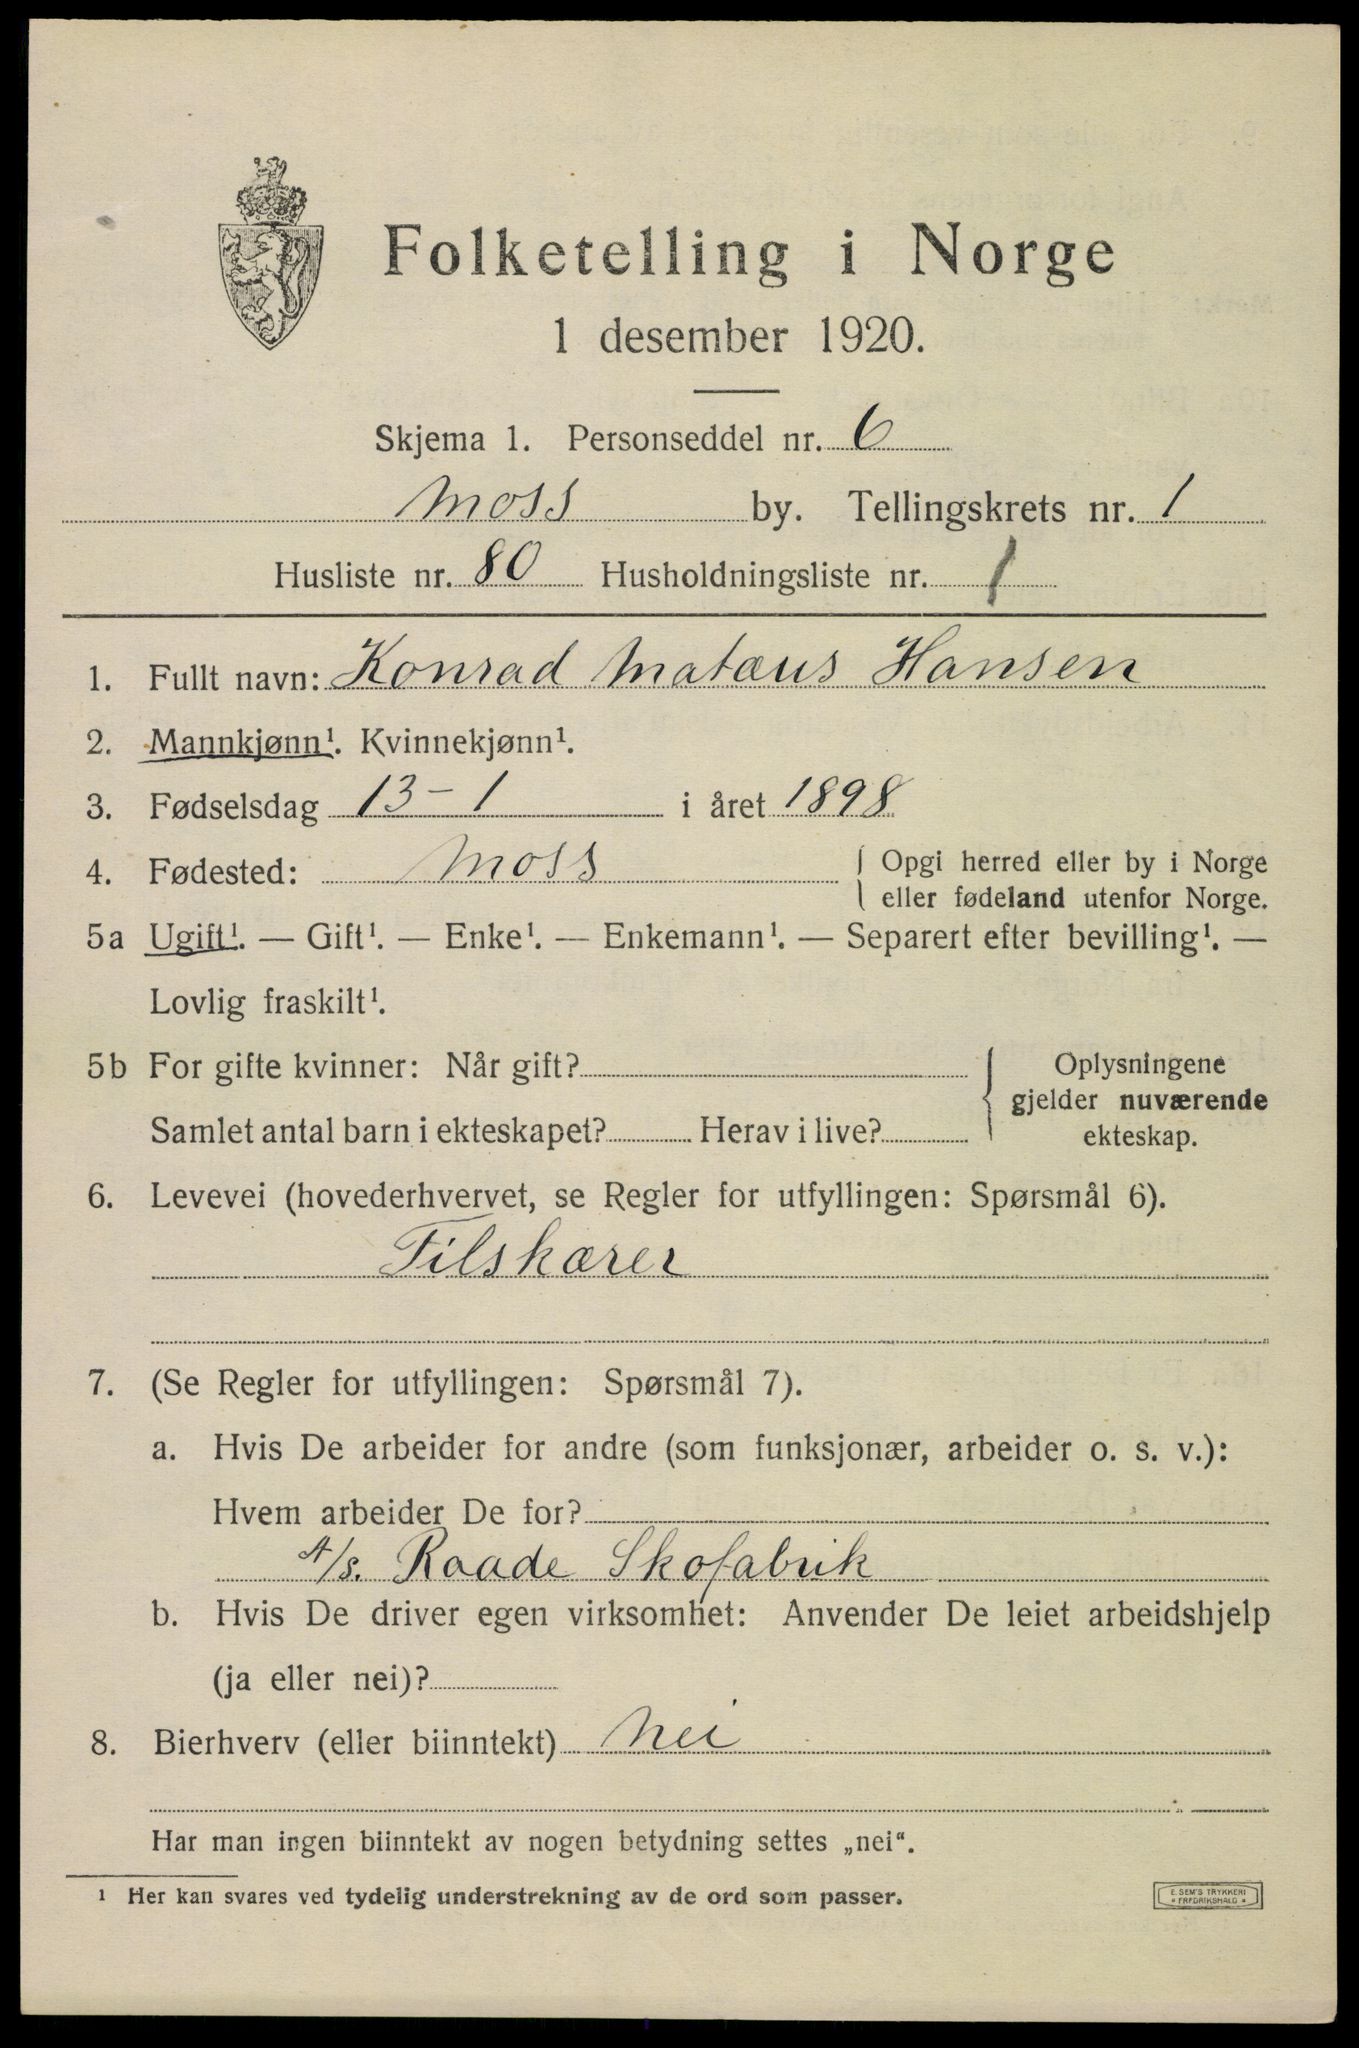 Folketelling i Norge
1 desember 1920.
Skjema 1. Personseddel nr. 6
Moss by. Tellingskrets nr. 1
Husliste nr. 80 Husholdningsliste nr. 1
1. Fullt navn: Konrad Matæus Hansen
2. Mannkjønn¹. Kvinnekjønn¹.
3. Fødselsdag 13-1 i året 1898
4. Fødested: Moss { Opgi herred eller by i Norge
eller fødeland utenfor Norge.
5a Ugift¹. — Gift¹. — Enke¹. — Enkemann¹. — Separert efter bevilling¹. —
Lovlig fraskilt¹.
5b For gifte kvinner: Når gift? { Oplysningene
gjelder nuværende
Samlet antal barn i ekteskapet? Herav i live? ekteskap.
6. Levevei (hovederhvervet, se Regler for utfyllingen: Spørsmål 6).
Tilskærer
7. (Se Regler for utfyllingen: Spørsmål 7).
a. Hvis De arbeider for andre (som funksjonær, arbeider o. s. v.):
Hvem arbeider De for?
A/s. Raade Skofabrik
b. Hvis De driver egen virksomhet: Anvender De leiet arbeidshjelp
(ja eller nei)?
8. Bierhverv (eller biinntekt) Nei
Har man ingen biinntekt av nogen betydning settes „nei“.
¹ Her kan svares ved tydelig understrekning av de ord som passer.
E. SEM'S TRYKKERI
FREDRIKSHALD